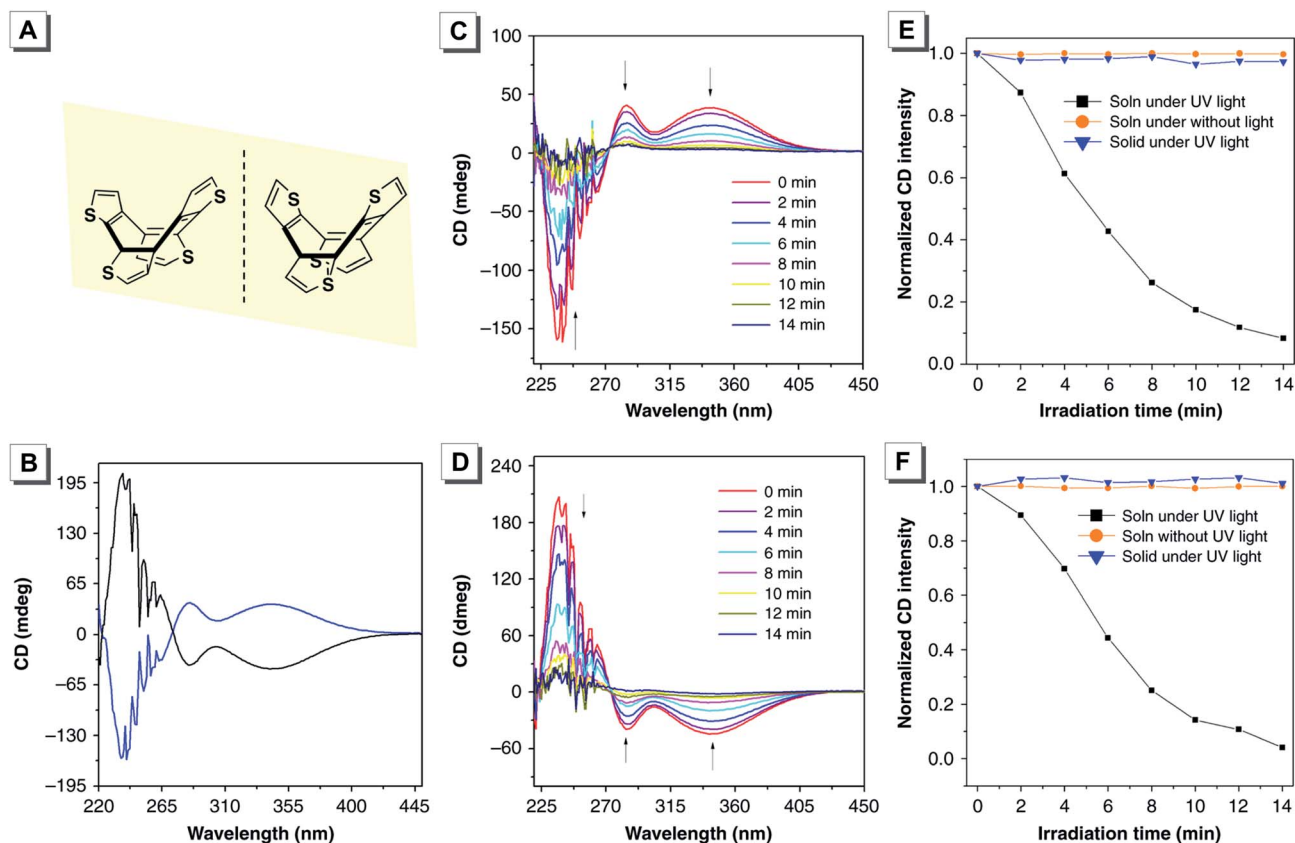 A
S
S
S
S
S
S
S
S
B
195
130
65
0
−65
−130
−195
CD (mdeg)
220
265
310
355
400
445
Wavelength (nm)
C
100
50
0
−50
−100
−150
CD (mdeg)
0 min
2 min
4 min
6 min
8 min
10 min
12 min
14 min
225
270
315
360
405
450
Wavelength (nm)
D
240
180
120
60
0
−60
CD (dmeg)
0 min
2 min
4 min
6 min
8 min
10 min
12 min
14 min
225
270
315
360
405
450
Wavelength (nm)
E
1.0
0.8
0.6
0.4
0.2
0.0
Normalized CD intensity
Soln under UV light
Soln under without light
Solid under UV light
0
2
4
6
8
10
12
14
Irradiation time (min)
F
1.0
0.8
0.6
0.4
0.2
0.0
Normalized CD intensity
Soln under UV light
Soln without UV light
Solid under UV light
0
2
4
6
8
10
12
14
Irradiation time (min)